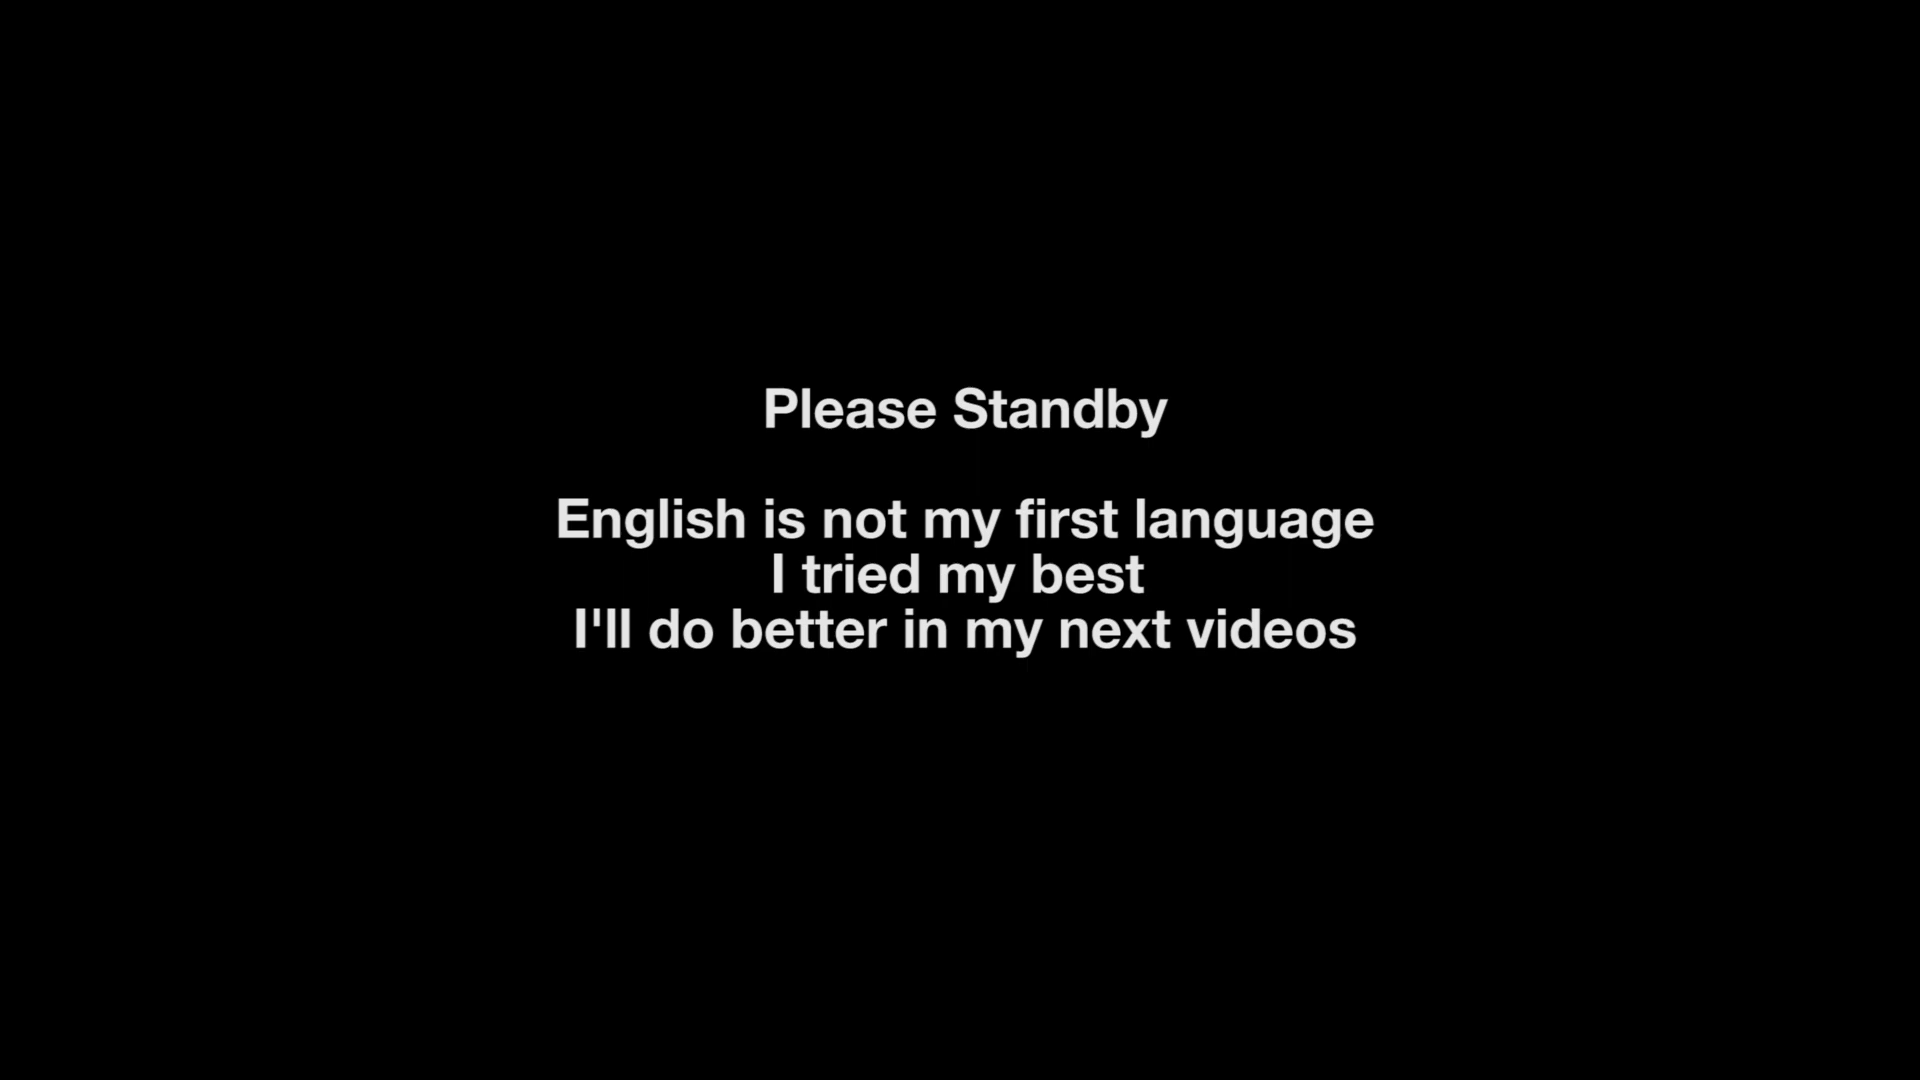 Please Standby
English is not my first language
I tried my best
I'll do better in my next videos